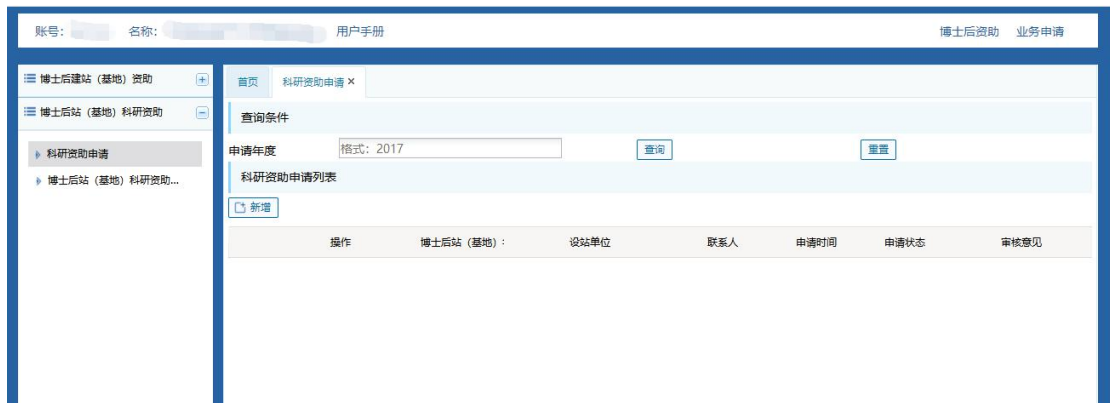 账号: 名称: 用户手册 博士后资助 业务申请
博士后建站（基地）资助
博士后站（基地）科研资助
科研资助申请
博士后站（基地）科研资助...
首页 科研资助申请 ×
查询条件
申请年度 格式：2017 查询 重置
科研资助申请列表
新增
操作 博士后站（基地）: 设站单位 联系人 申请时间 申请状态 审核意见